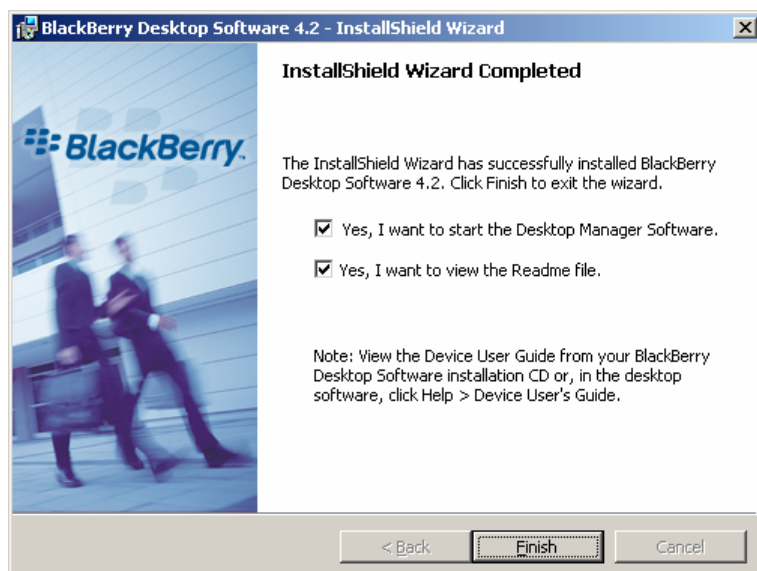 BlackBerry Desktop Software 4.2 - InstallShield Wizard
InstallShield Wizard Completed
BlackBerry.
The InstallShield Wizard has successfully installed BlackBerry
Desktop Software 4.2. Click Finish to exit the wizard.
Yes, I want to start the Desktop Manager Software.
Yes, I want to view the Readme file.
Note: View the Device User Guide from your BlackBerry
Desktop Software installation CD or, in the desktop
software, click Help > Device User's Guide.
< Back Finish Cancel